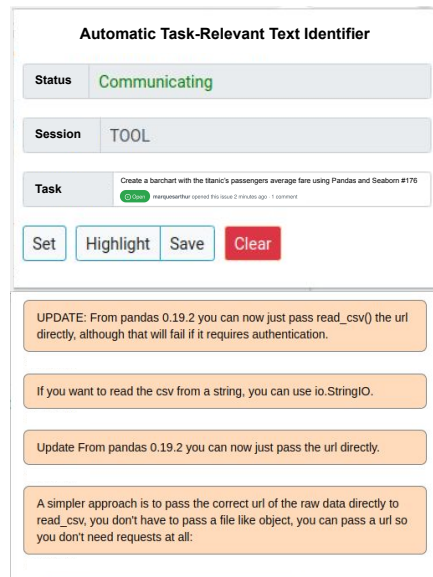 Automatic Task-Relevant Text Identifier
Status Communicating
Session TOOL
Task Create a barchart with the titanic's passengers average fare using Pandas and Seaborn #176
Open marquesarthur opened this issue 2 minutes ago · 1 comment
Set Highlight Save Clear
UPDATE: From pandas 0.19.2 you can now just pass read_csv() the url
directly, although that will fail if it requires authentication.
If you want to read the csv from a string, you can use io.StringIO.
Update From pandas 0.19.2 you can now just pass the url directly.
A simpler approach is to pass the correct url of the raw data directly to
read_csv, you don't have to pass a file like object, you can pass a url so
you don't need requests at all: